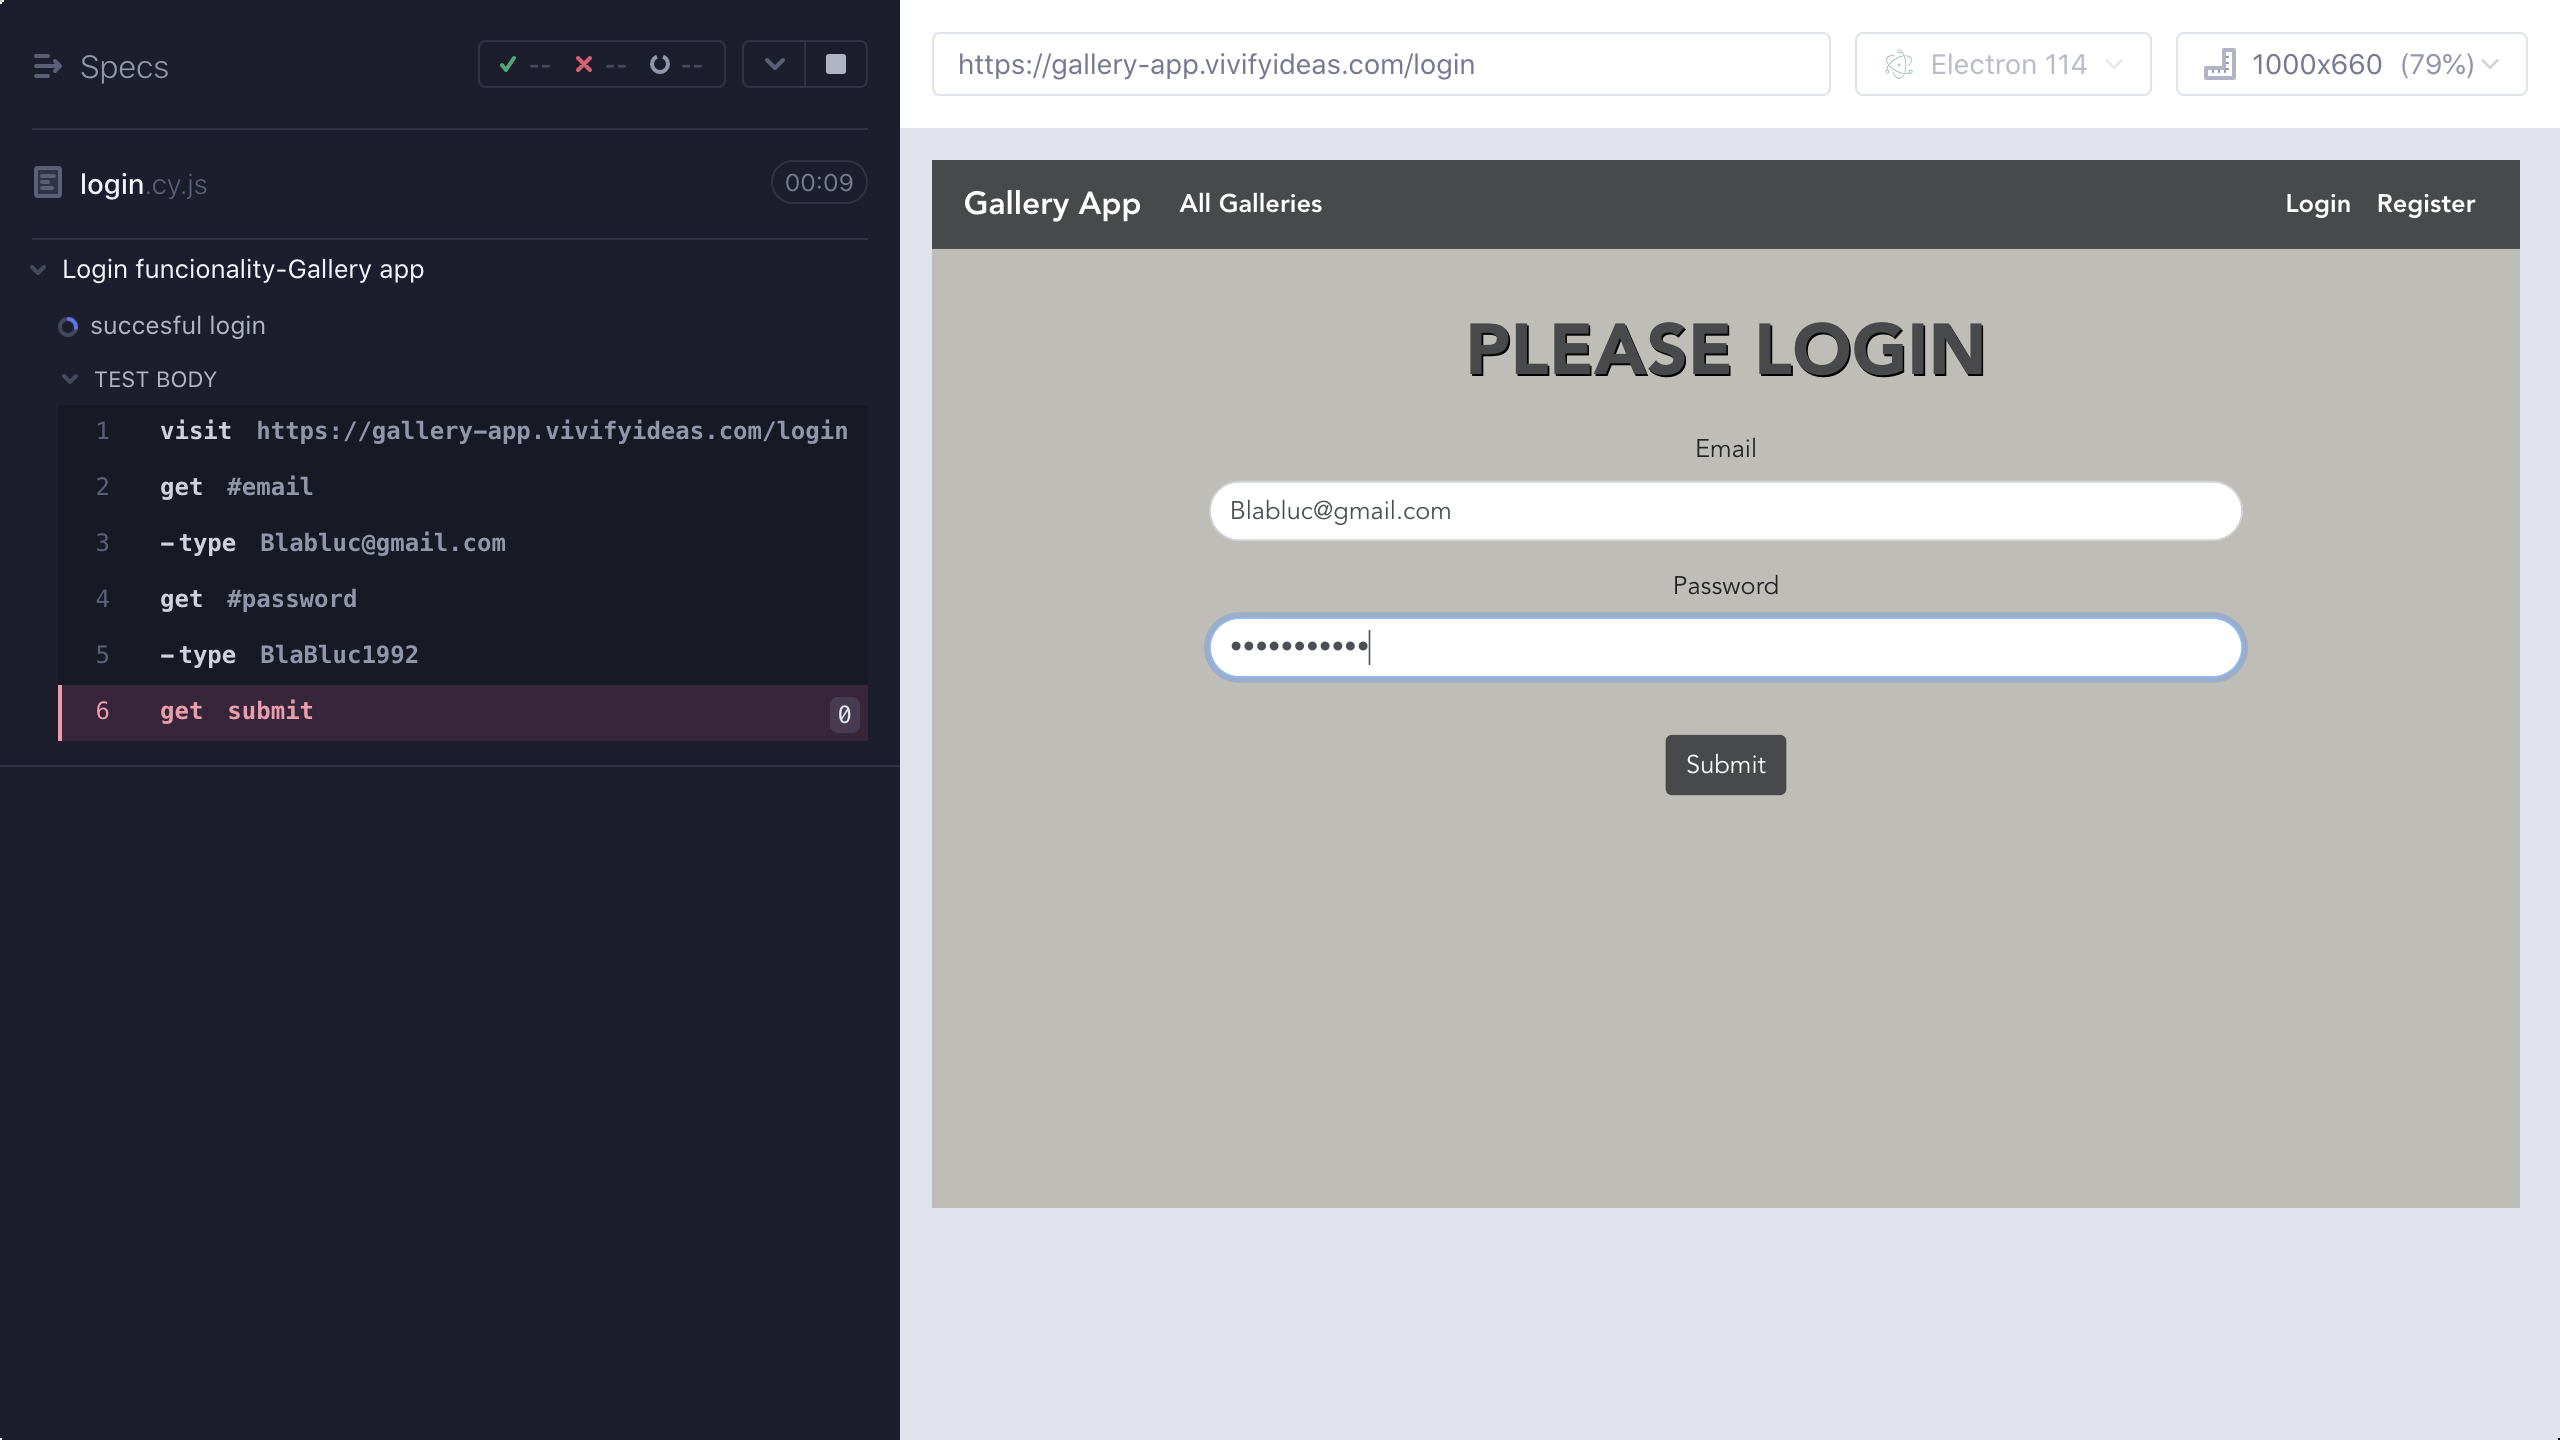 Specs
-- -- --
login.cy.js 00:09
Login funcionality-Gallery app
succesful login
TEST BODY
1 visit https://gallery-app.vivifyideas.com/login
2 get #email
3 -type Blabluc@gmail.com
4 get #password
5 -type BlaBluc1992
6 get submit 0
https://gallery-app.vivifyideas.com/login
Electron 114
1000x660 (79%)
Gallery App All Galleries Login Register
PLEASE LOGIN
Email
Blabluc@gmail.com
Password
•••••••••••
Submit